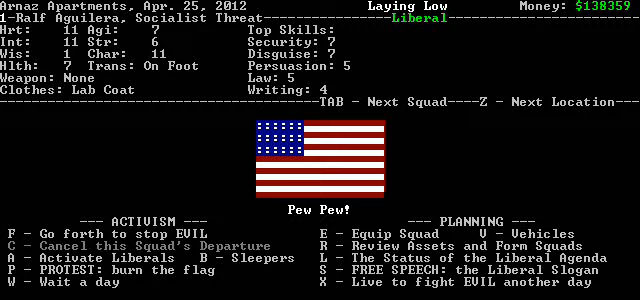 Arnaz Apartments, Apr. 25, 2012 Laying Low Money: $138359
1-Ralf Aguilera, Socialist Threat Liberal
Hrt: 11 Agi: 7 Top Skills:
Int: 11 Str: 6 Security: 7
Wis: 1 Char: 11 Disguise: 7
Hlth: 7 Trans: On Foot Persuasion: 5
Weapon: None Law: 5
Clothes: Lab Coat Writing: 4
TAB - Next Squad----Z - Next Location
Pew Pew!
--- ACTIVISM --- --- PLANNING ---
F - Go forth to stop EVIL E - Equip Squad V - Vehicles
C - Cancel this Squad's Departure R - Review Assets and Form Squads
A - Activate Liberals B - Sleepers L - The Status of the Liberal Agenda
P - PROTEST: burn the flag S - FREE SPEECH: the Liberal Slogan
W - Wait a day X - Live to fight EVIL another day